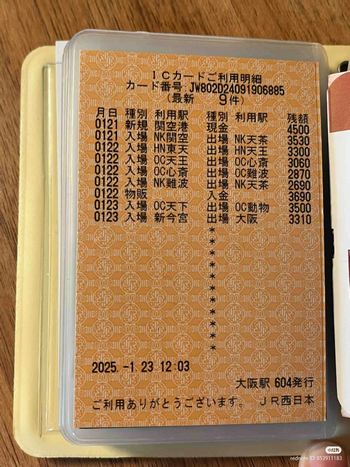 ICカードご利用明細
カード番号:JW802D24091906885
(最新 9件)
月日 種別 利用駅 種別 利用駅 残額
0121 新規 関空港 現金 4500
0121 入場 NK関空 出場 NK天茶 3530
0122 入場 HN東天 出場 HN天王 3300
0122 入場 OC天王 出場 OC心斎 3060
0122 入場 OC心斎 出場 OC難波 2870
0122 入場 NK難波 出場 NK天茶 2690
0122 物販 入金 3690
0123 入場 OC天下 出場 OC動物 3500
0123 入場 新今宮 出場 大阪 3310
*
*
*
*
*
*
*
*
*
*
*
2025.-1.23 12:03
大阪駅 604発行
ご利用ありがとうございます。 JR西日本
小红书